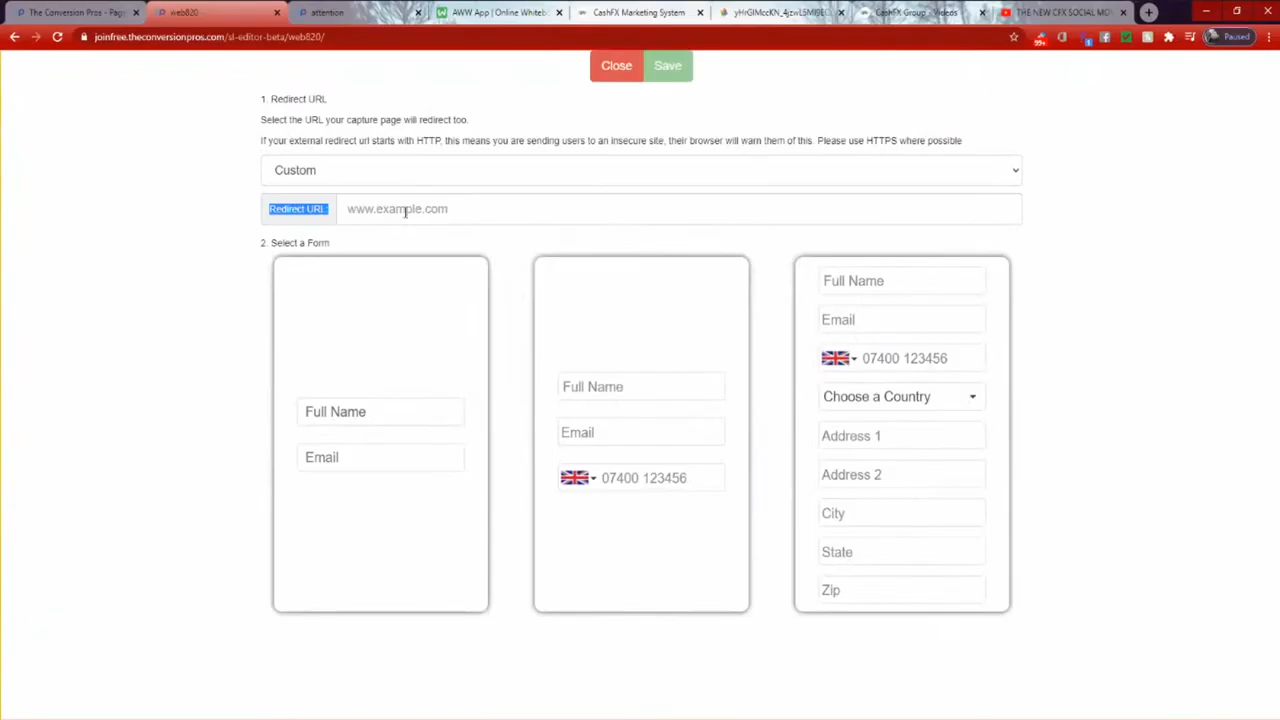 The Conversion Pros - Page
web820
attention
AWW App | Online Whiteb
CashFX Marketing System
CashFX Group - Videos
THE NEW CFX SOCIAL MO
joinfree.theconversionpros.com/sl-editor-beta/web820/
99+
Paused
Close
Save
1. Redirect URL
Select the URL your capture page will redirect too.
If your external redirect url starts with HTTP, this means you are sending users to an insecure site, their browser will warn them of this. Please use HTTPS where possible
Custom
Redirect URL:
www.example.com
2. Select a Form
Full Name
Email
Full Name
Email
07400 123456
Full Name
Email
07400 123456
Choose a Country
Address 1
Address 2
City
State
Zip